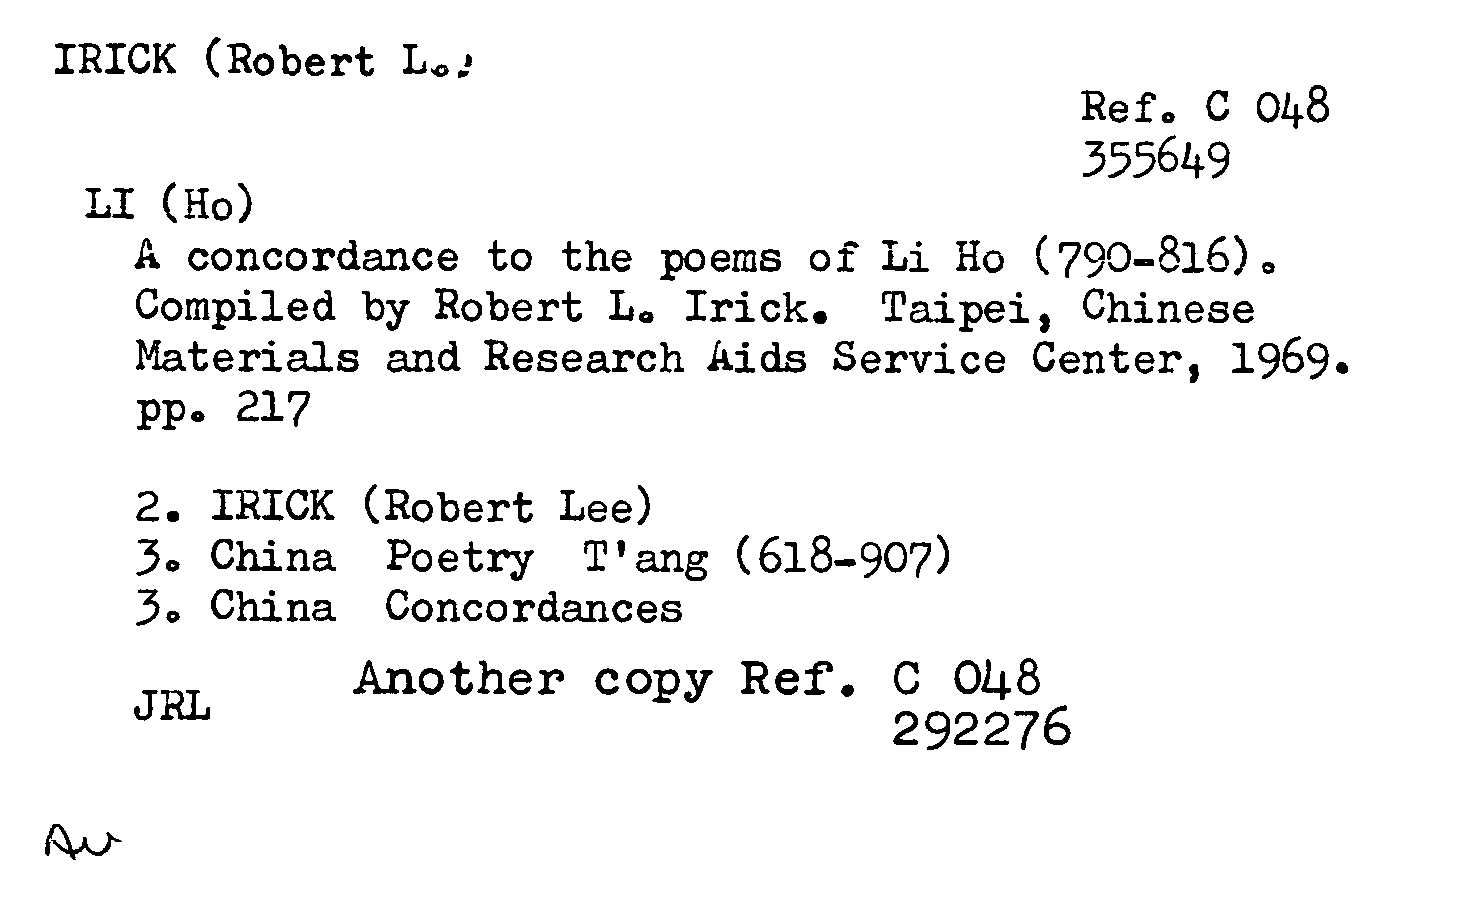 IRICK (Robert L.;
Ref. C 048
355649
LI (Ho)
A concordance to the poems of Li Ho (790-816).
Compiled by Robert L. Irick. Taipei, Chinese
Materials and Research Aids Service Center, 1969.
pp. 217
2. IRICK (Robert Lee)
3. China Poetry T'ang (618-907)
3. China Concordances
Another copy Ref. C 048
JRL
292276
Au